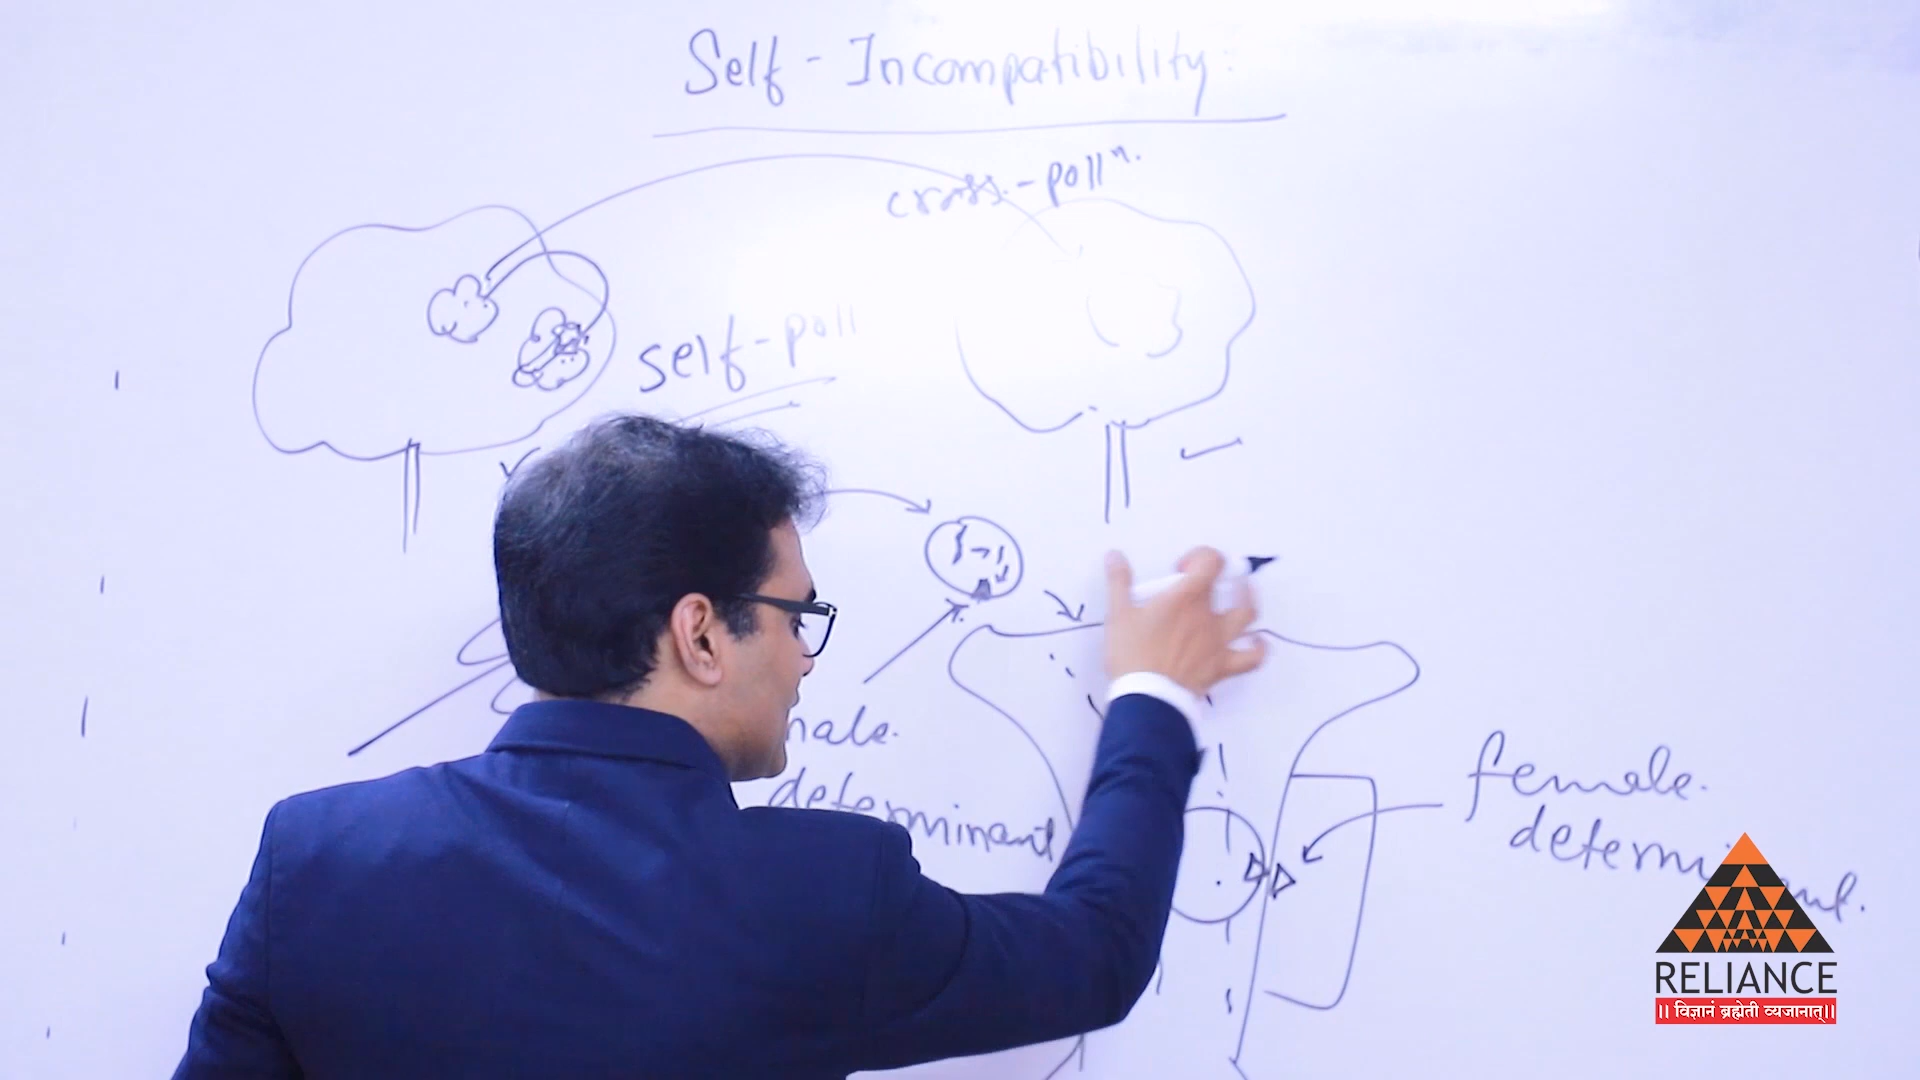 Self-Incompatibility:
cross-pollⁿ.
self-poll
male.
determinant
female.
determinant.
RELIANCE
।। विज्ञानं ब्रह्मेती व्यजानात्।।